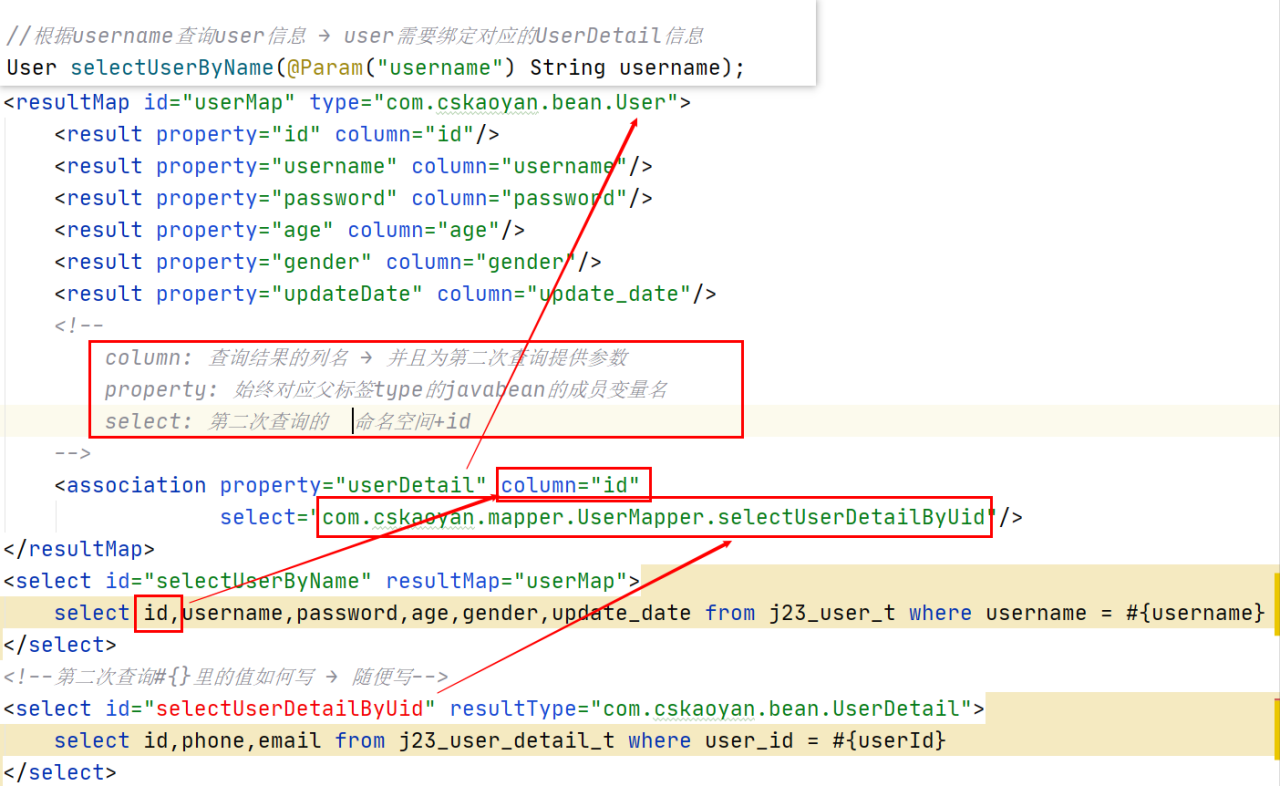 //根据username查询user信息 → user需要绑定对应的UserDetail信息
User selectUserByName(@Param("username") String username);
<resultMap id="userMap" type="com.cskaoyan.bean.User">
<result property="id" column="id"/>
<result property="username" column="username"/>
<result property="password" column="password"/>
<result property="age" column="age"/>
<result property="gender" column="gender"/>
<result property="updateDate" column="update_date"/>
<!--
column: 查询结果的列名 → 并且为第二次查询提供参数
property: 始终对应父标签type的javabean的成员变量名
select: 第二次查询的 命名空间+id
-->
<association property="userDetail" column="id"
select="com.cskaoyan.mapper.UserMapper.selectUserDetailByUid"/>
</resultMap>
<select id="selectUserByName" resultMap="userMap">
select id,username,password,age,gender,update_date from j23_user_t where username = #{username}
</select>
<!--第二次查询#{}里的值如何写 → 随便写-->
<select id="selectUserDetailByUid" resultType="com.cskaoyan.bean.UserDetail">
select id,phone,email from j23_user_detail_t where user_id = #{userId}
</select>